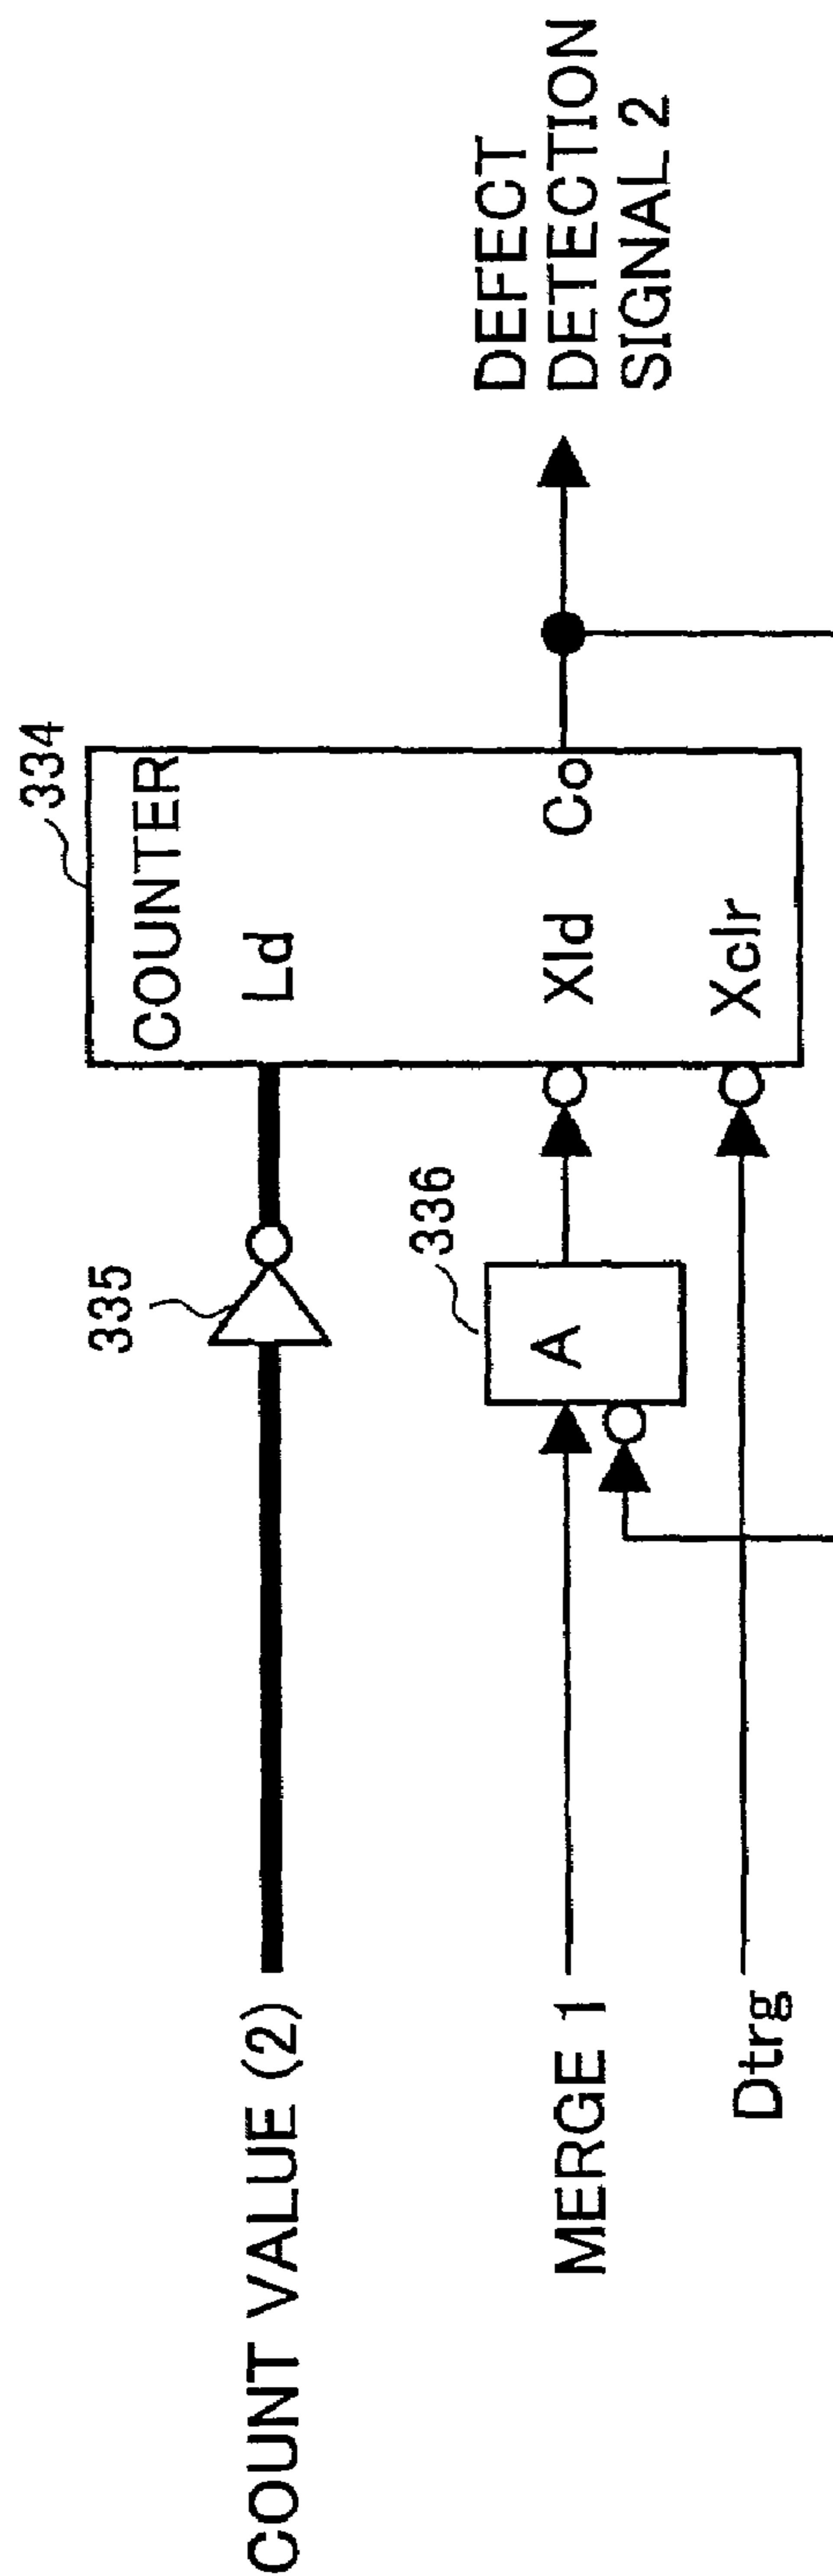 334
COUNTER
Ld
Xld
Co
Xclr
335
336
A
COUNT VALUE (2)
MERGE 1
Dtrg
DEFECT
DETECTION
SIGNAL 2